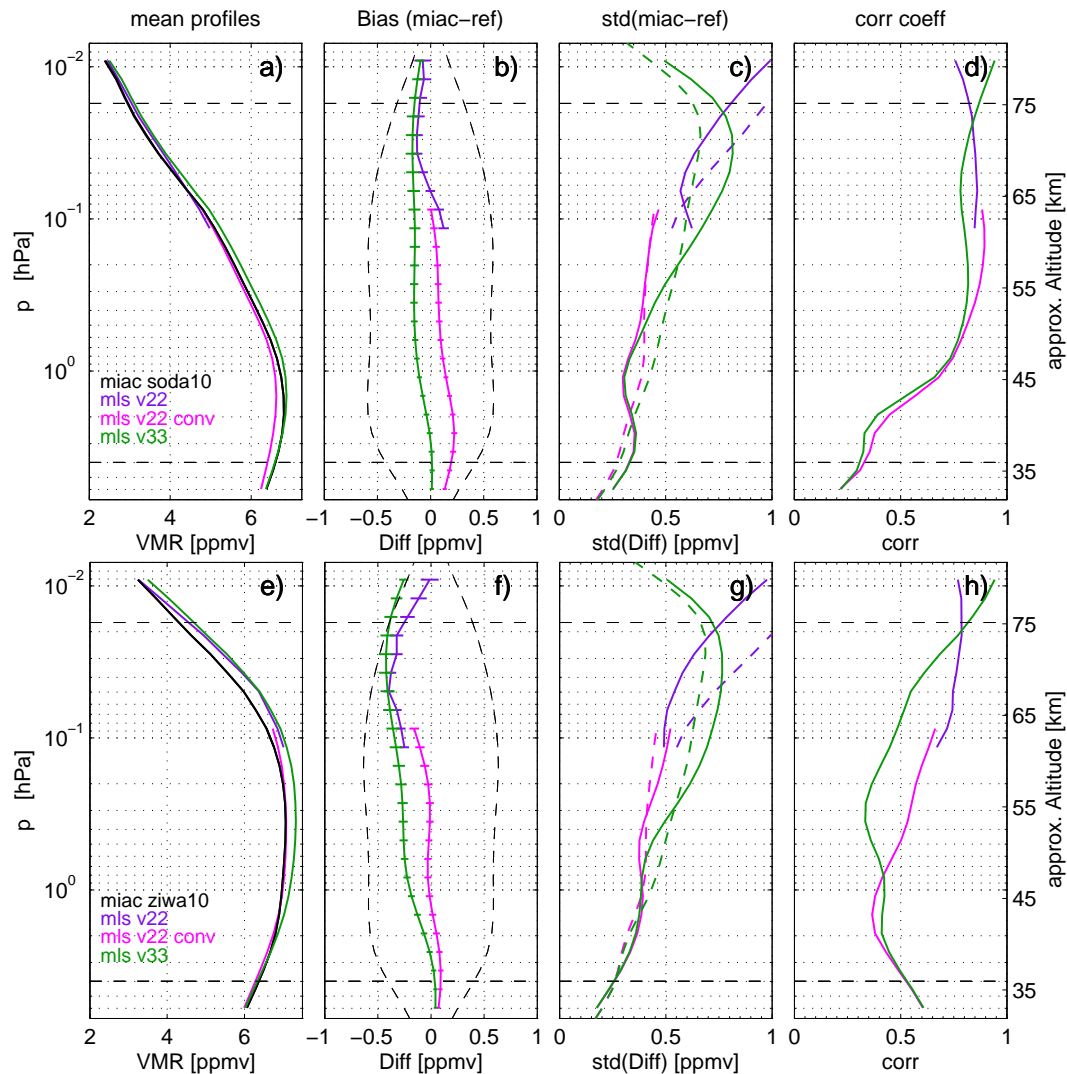 mean profiles Bias (miac−ref) std(miac−ref) corr coeff
a) b) c) d)
10⁻²
75
65
10⁻¹
p [hPa]
approx. Altitude [km]
55
10⁰
45
miac soda10
mls v22
mls v22 conv
mls v33
35
2 4 6 −1 −0.5 0 0.5 1 0 0.5 1 0 0.5 1
VMR [ppmv] Diff [ppmv] std(Diff) [ppmv] corr
e) f) g) h)
10⁻²
75
65
10⁻¹
p [hPa]
approx. Altitude [km]
55
10⁰
45
miac ziwa10
mls v22
mls v22 conv
mls v33
35
2 4 6 −1 −0.5 0 0.5 1 0 0.5 1 0 0.5 1
VMR [ppmv] Diff [ppmv] std(Diff) [ppmv] corr